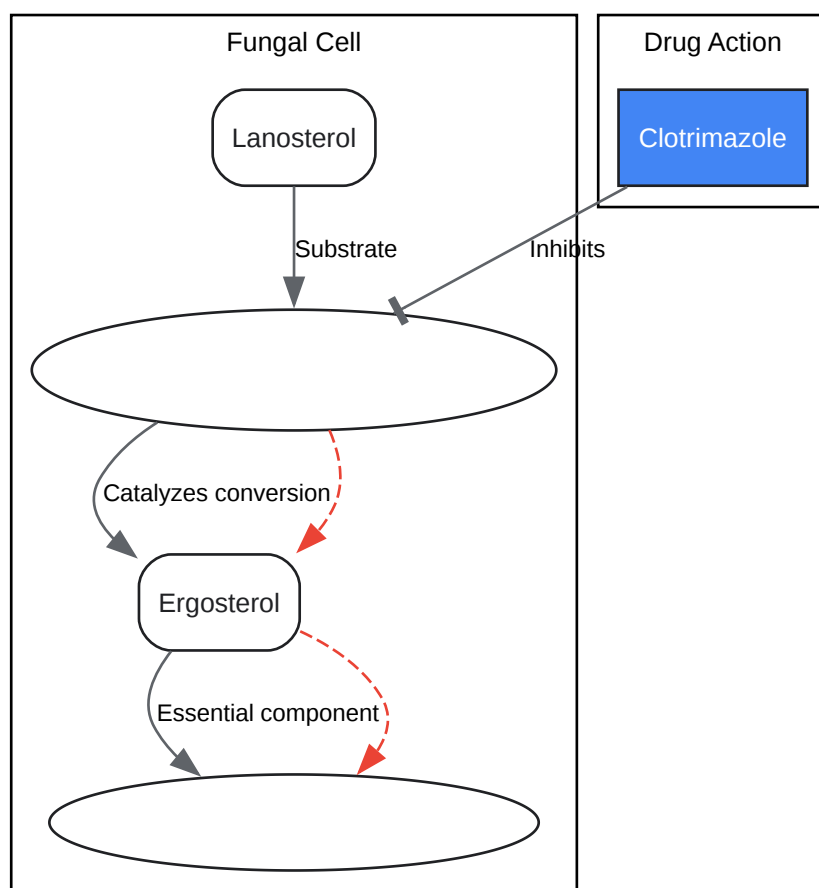 Fungal Cell
Drug Action
Lanosterol
Clotrimazole
Substrate
Inhibits
Catalyzes conversion
Ergosterol
Essential component